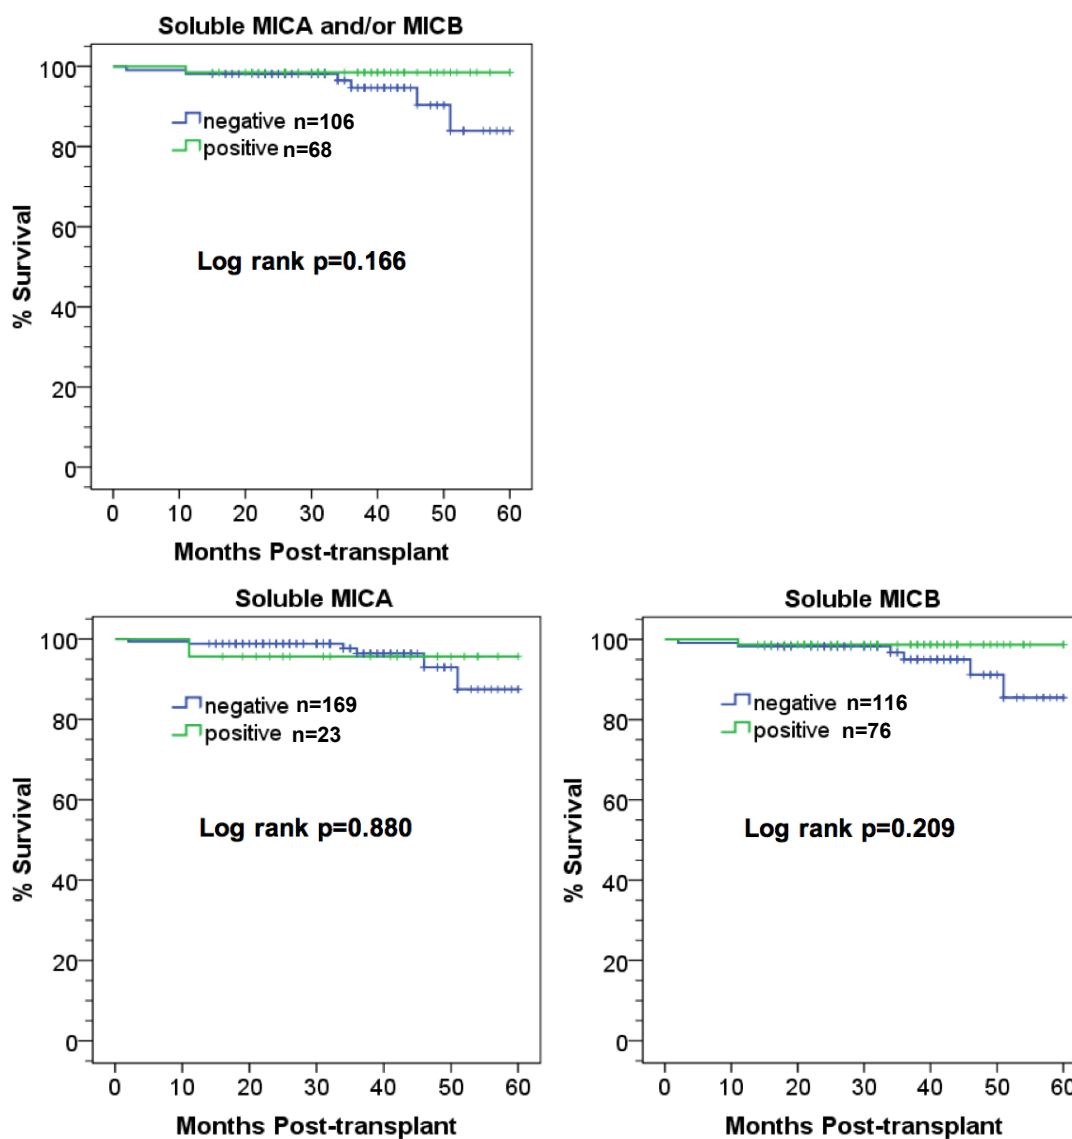 Soluble MICA and/or MICB
100
80
60
40
20
0
% Survival
negative n=106
positive n=68
Log rank p=0.166
0 10 20 30 40 50 60
Months Post-transplant
Soluble MICA
100
80
60
40
20
0
% Survival
negative n=169
positive n=23
Log rank p=0.880
0 10 20 30 40 50 60
Months Post-transplant
Soluble MICB
100
80
60
40
20
0
% Survival
negative n=116
positive n=76
Log rank p=0.209
0 10 20 30 40 50 60
Months Post-transplant